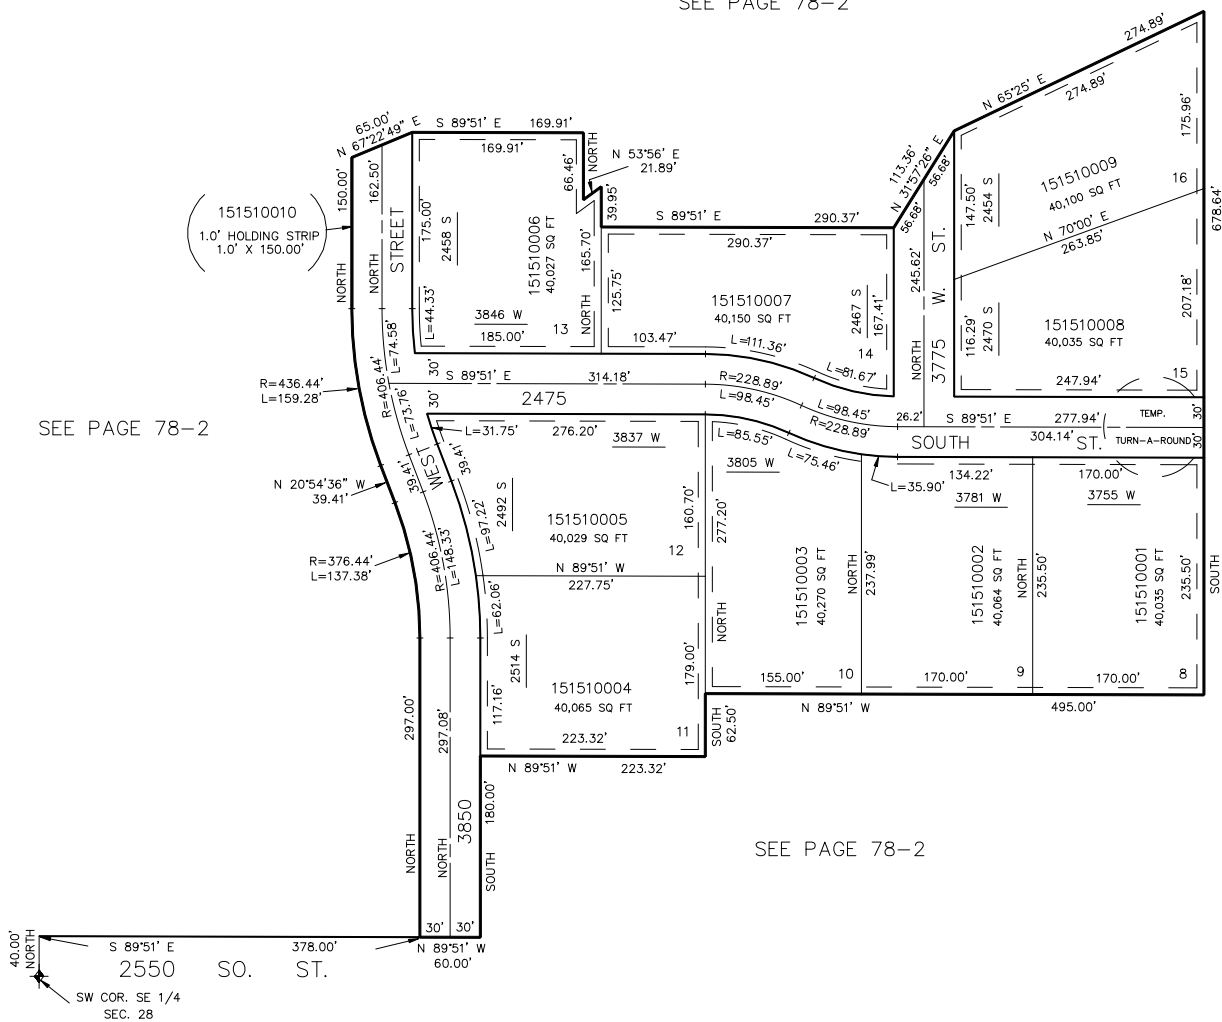 SEE PAGE 78-2
274.89'
N 65°25' E
274.89'
175.96'
678.64'
65.00'
N 67°22'49" E
S 89°51' E 169.91'
169.91'
NORTH
66.46'
N 53°56' E
21.89'
39.95'
S 89°51' E 290.37'
290.37'
113.36'
N 31°57'26" E
56.68'
56.68'
151510010
1.0' HOLDING STRIP
1.0' X 150.00'
150.00'
162.50'
NORTH
NORTH
STREET
175.00'
2458 S
151510006
40,027 SQ FT
165.70'
NORTH
L=44.33'
3846 W
185.00'
13
125.75'
151510007
40,150 SQ FT
2467 S
167.41'
14
103.47'
L=111.36'
L=81.67'
245.62'
NORTH
3775 W. ST.
147.50'
2454 S
151510009
40,100 SQ FT
16
N 70°00' E
263.85'
207.18'
116.29'
2470 S
151510008
40,035 SQ FT
15
247.94'
L=74.58'
30'
S 89°51' E 314.18'
R=228.89'
L=98.45'
L=98.45'
R=228.89'
30'
2475
26.2'
S 89°51' E 277.94'
304.14'
TEMP.
TURN-A-ROUND
30'
30'
SOUTH ST.
R=436.44'
L=159.28'
R=406.44'
L=73.76'
SEE PAGE 78-2
L=31.75'
276.20'
3837 W
L=85.55'
L=75.46'
3805 W
L=35.90'
134.22'
3781 W
170.00'
3755 W
39.41'
39.41'
WEST
N 20°54'36" W
39.41'
R=376.44'
L=137.38'
R=406.44'
L=148.33'
L=97.22'
2492 S
151510005
40,029 SQ FT
160.70'
12
N 89°51' W
227.75'
277.20'
NORTH
151510003
40,270 SQ FT
NORTH
237.99'
151510002
40,064 SQ FT
NORTH
235.50'
151510001
40,035 SQ FT
235.50'
SOUTH
L=62.06'
2514 S
151510004
40,065 SQ FT
179.00'
117.16'
11
223.32'
155.00'
10
170.00'
9
170.00'
8
N 89°51' W 495.00'
SOUTH
62.50'
N 89°51' W 223.32'
297.00'
297.08'
3850
180.00'
NORTH
NORTH
SOUTH
SEE PAGE 78-2
30'
30'
N 89°51' W
60.00'
S 89°51' E 378.00'
2550 SO. ST.
40.00'
NORTH
SW COR. SE 1/4
SEC. 28